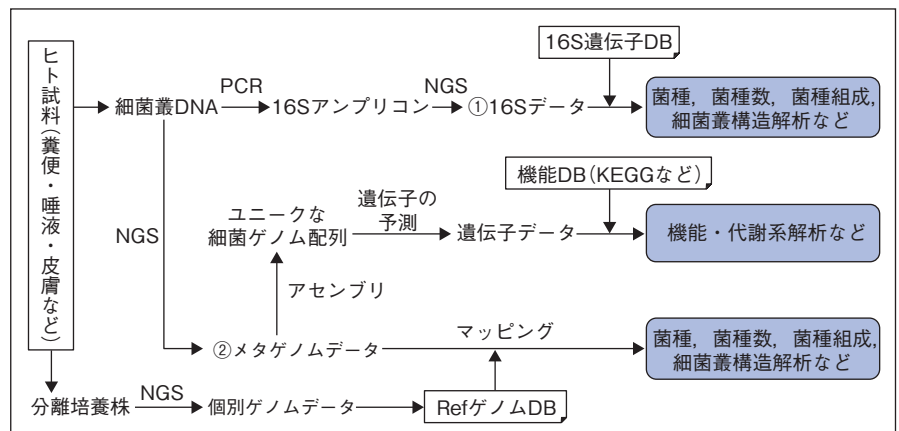 ヒト試料(糞便・唾液・皮膚など)
細菌叢DNA
PCR
16Sアンプリコン
NGS
①16Sデータ
16S遺伝子DB
菌種，菌種数，菌種組成，
細菌叢構造解析など
NGS
ユニークな
細菌ゲノム配列
遺伝子の
予測
遺伝子データ
機能DB(KEGGなど)
機能・代謝系解析など
アセンブリ
②メタゲノムデータ
マッピング
菌種，菌種数，菌種組成，
細菌叢構造解析など
分離培養株
NGS
個別ゲノムデータ
RefゲノムDB